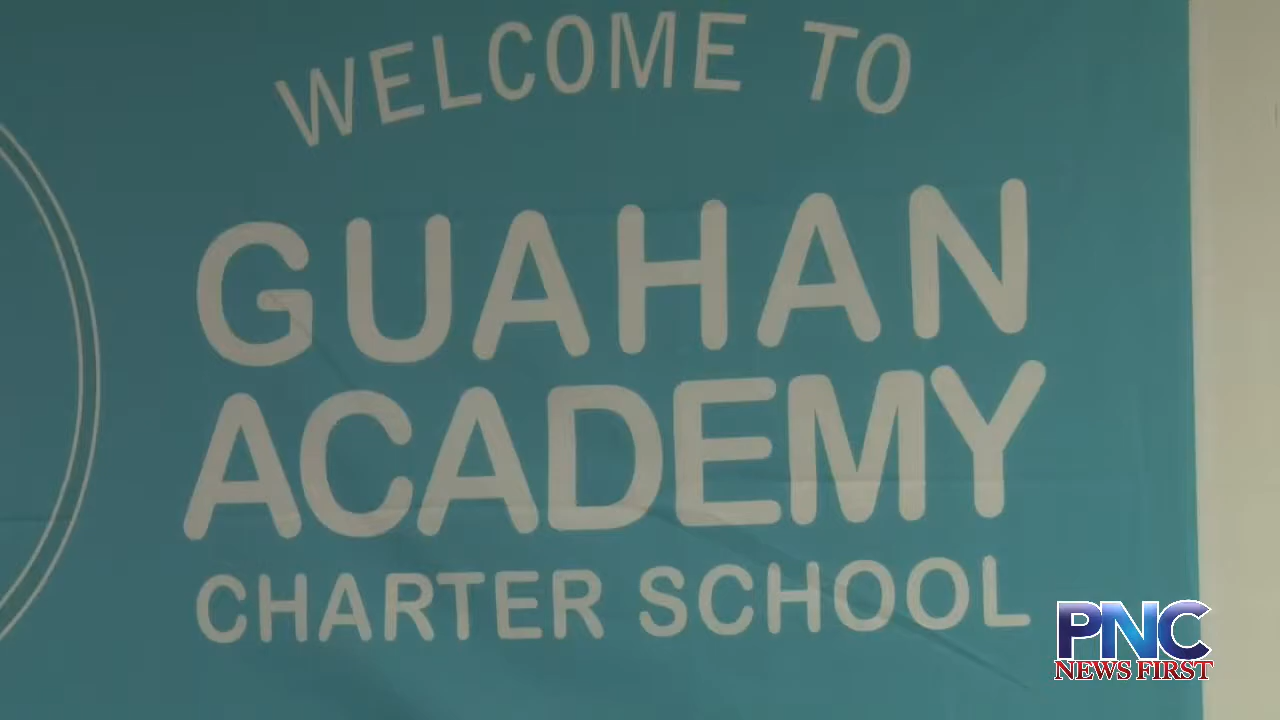 WELCOME TO
GUAHAN
ACADEMY
CHARTER SCHOOL
PNC
NEWS FIRST